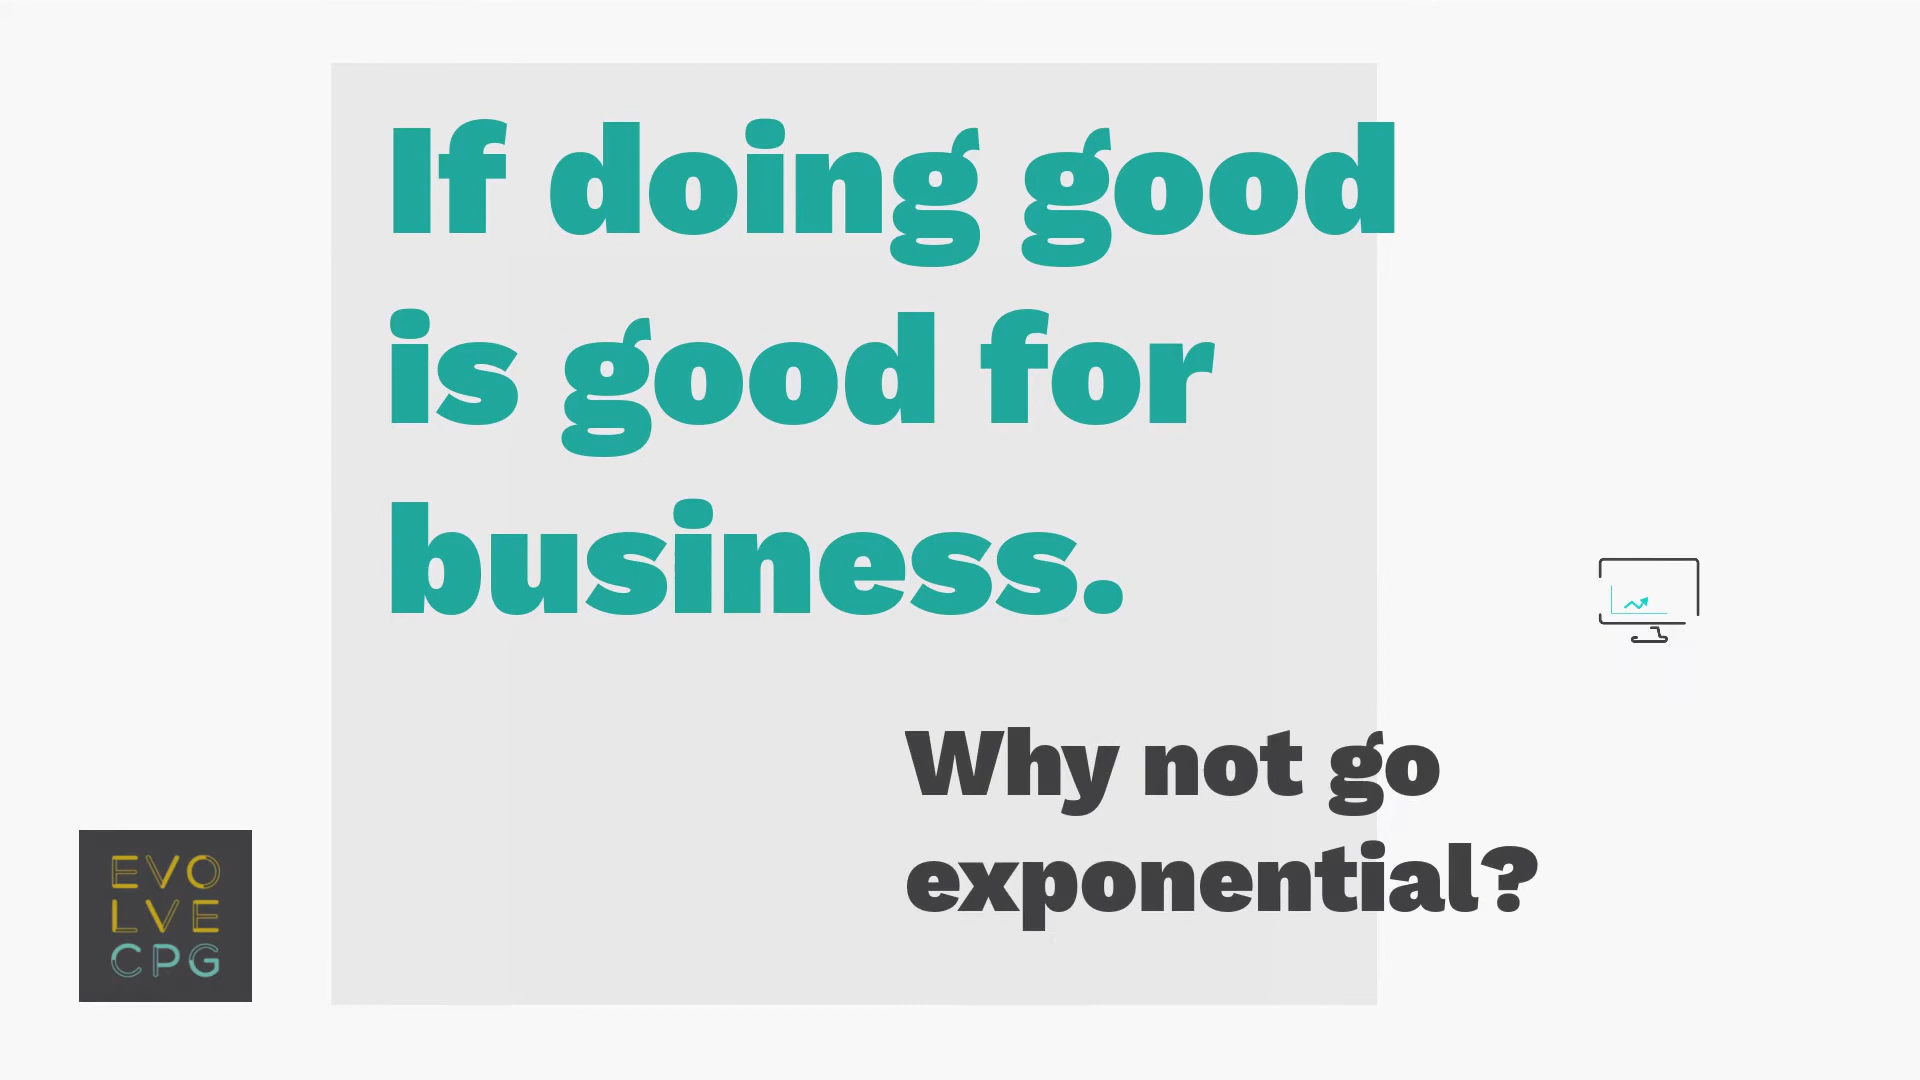 If doing good
is good for
business.
Why not go
exponential?
EVO
LVE
CPG